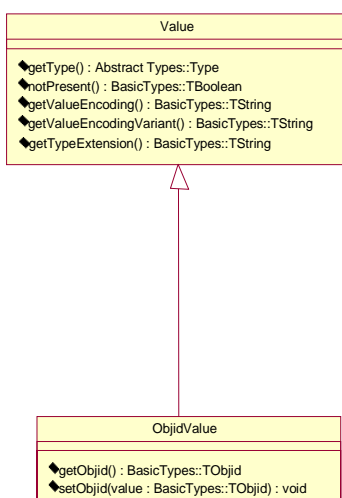 Value
getType() : Abstract Types::Type
notPresent() : BasicTypes::TBoolean
getValueEncoding() : BasicTypes::TString
getValueEncodingVariant() : BasicTypes::TString
getTypeExtension() : BasicTypes::TString
ObjidValue
getObjid() : BasicTypes::TObjid
setObjid(value : BasicTypes::TObjid) : void